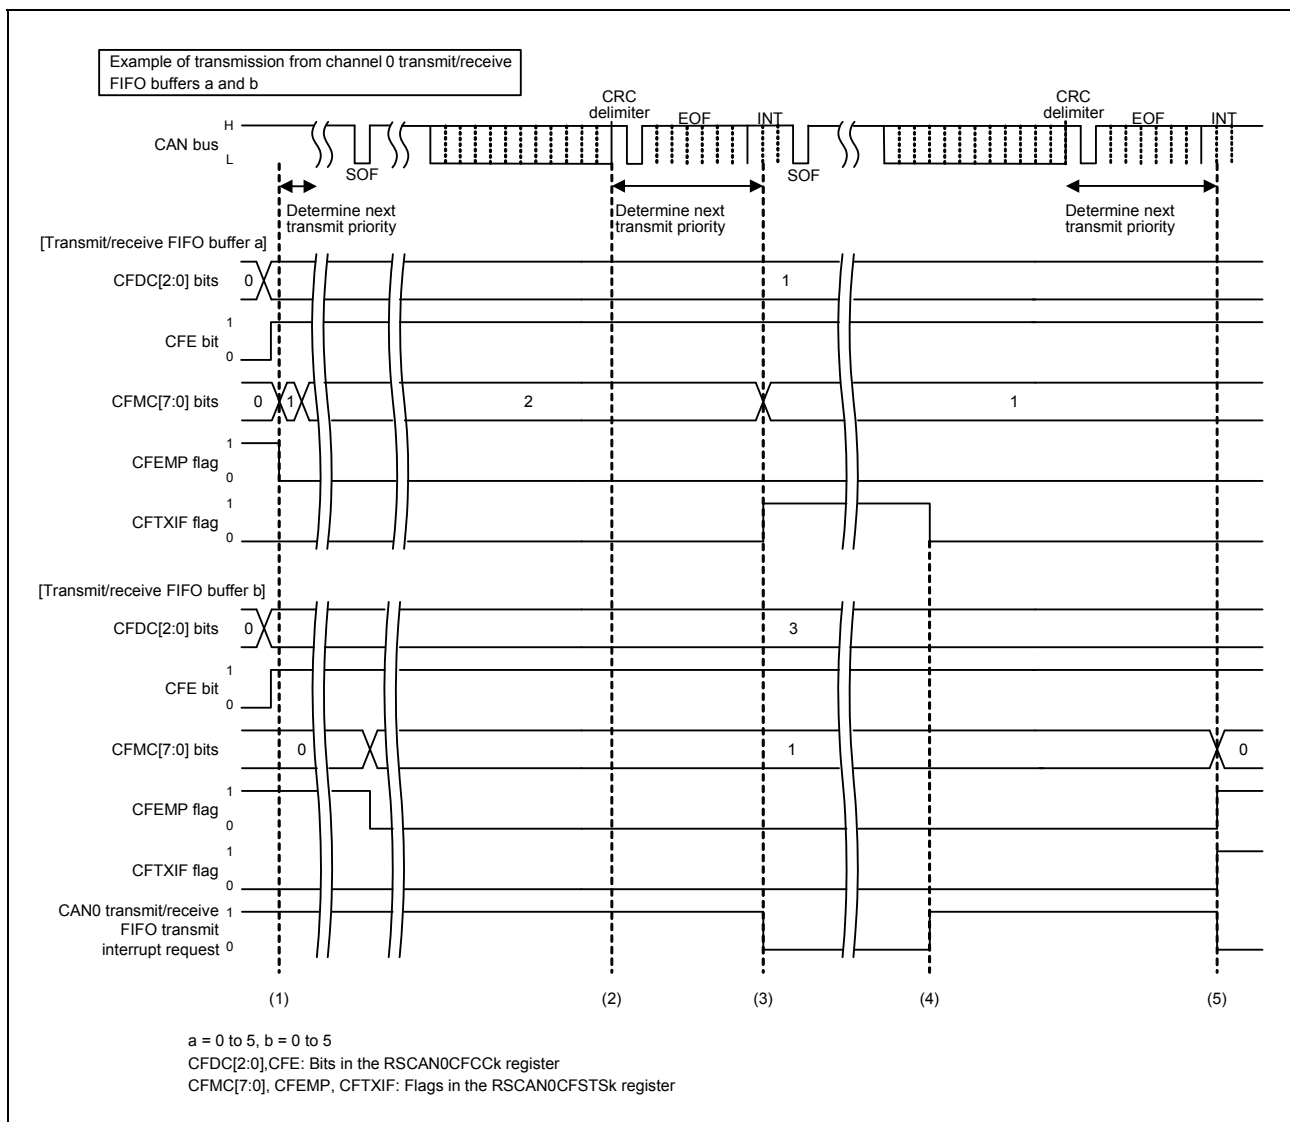 Example of transmission from channel 0 transmit/receive
FIFO buffers a and b
CRC
delimiter
EOF
INT
CRC
delimiter
EOF
INT
H
CAN bus
L
SOF
SOF
Determine next
transmit priority
Determine next
transmit priority
Determine next
transmit priority
[Transmit/receive FIFO buffer a]
CFDC[2:0] bits
0
1
CFE bit
1
0
CFMC[7:0] bits
0
1
2
1
CFEMP flag
1
0
CFTXIF flag
1
0
[Transmit/receive FIFO buffer b]
CFDC[2:0] bits
0
3
CFE bit
1
0
CFMC[7:0] bits
0
1
0
CFEMP flag
1
0
CFTXIF flag
1
0
CAN0 transmit/receive 1
FIFO transmit
interrupt request 0
(1)
(2)
(3)
(4)
(5)
a = 0 to 5, b = 0 to 5
CFDC[2:0],CFE: Bits in the RSCAN0CFCCk register
CFMC[7:0], CFEMP, CFTXIF: Flags in the RSCAN0CFSTSk register